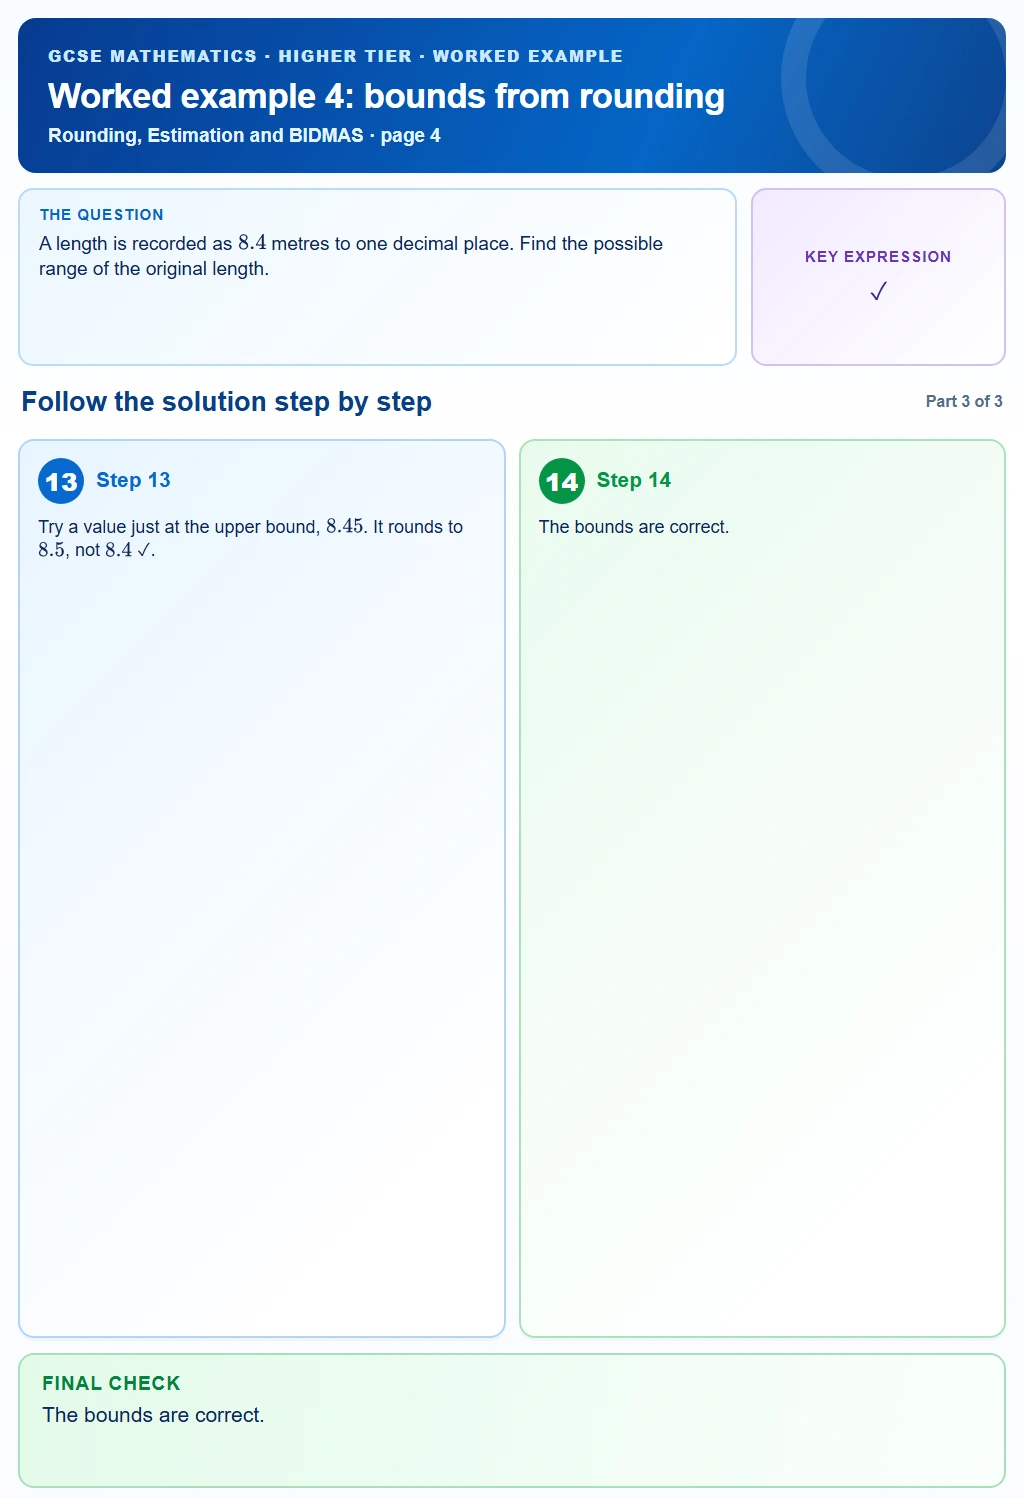 GCSE MATHEMATICS · HIGHER TIER · WORKED EXAMPLE
Worked example 4: bounds from rounding
Rounding, Estimation and BIDMAS · page 4
THE QUESTION
A length is recorded as 8.4 metres to one decimal place. Find the possible
range of the original length.
KEY EXPRESSION
✓
Follow the solution step by step
Part 3 of 3
13 Step 13
Try a value just at the upper bound, 8.45. It rounds to
8.5, not 8.4 ✓.
14 Step 14
The bounds are correct.
FINAL CHECK
The bounds are correct.